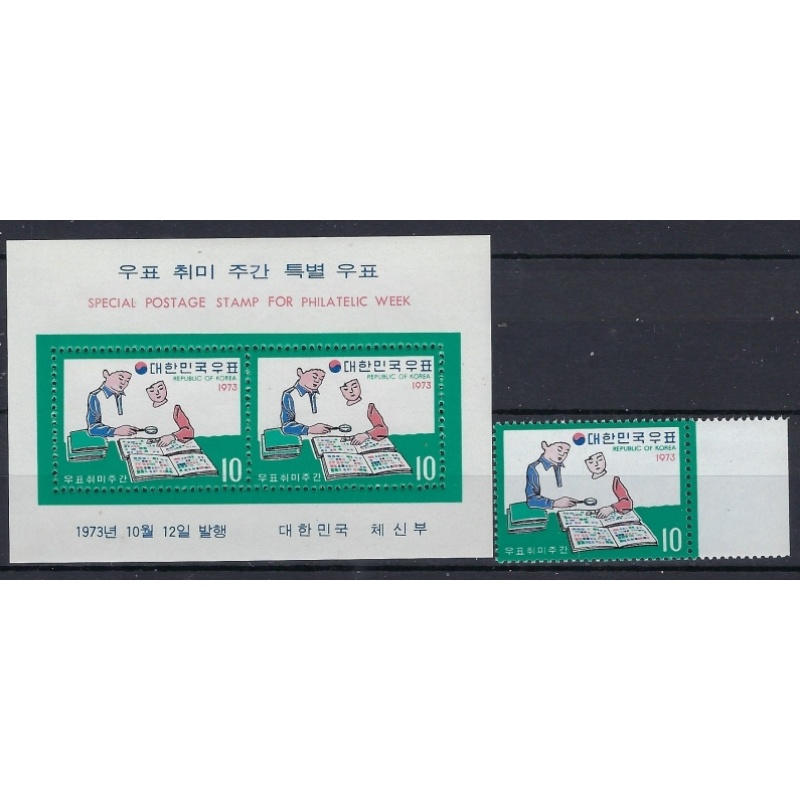 우표 취미 주간 특별 우표
SPECIAL POSTAGE STAMP FOR PHILATELIC WEEK
대한민국우표
REPUBLIC OF KOREA
1973
우표취미주간
10
대한민국우표
REPUBLIC OF KOREA
1973
우표취미주간
10
1973년 10월 12일 발행
대한민국 체신부
대한민국우표
REPUBLIC OF KOREA
1973
우표취미주간
10